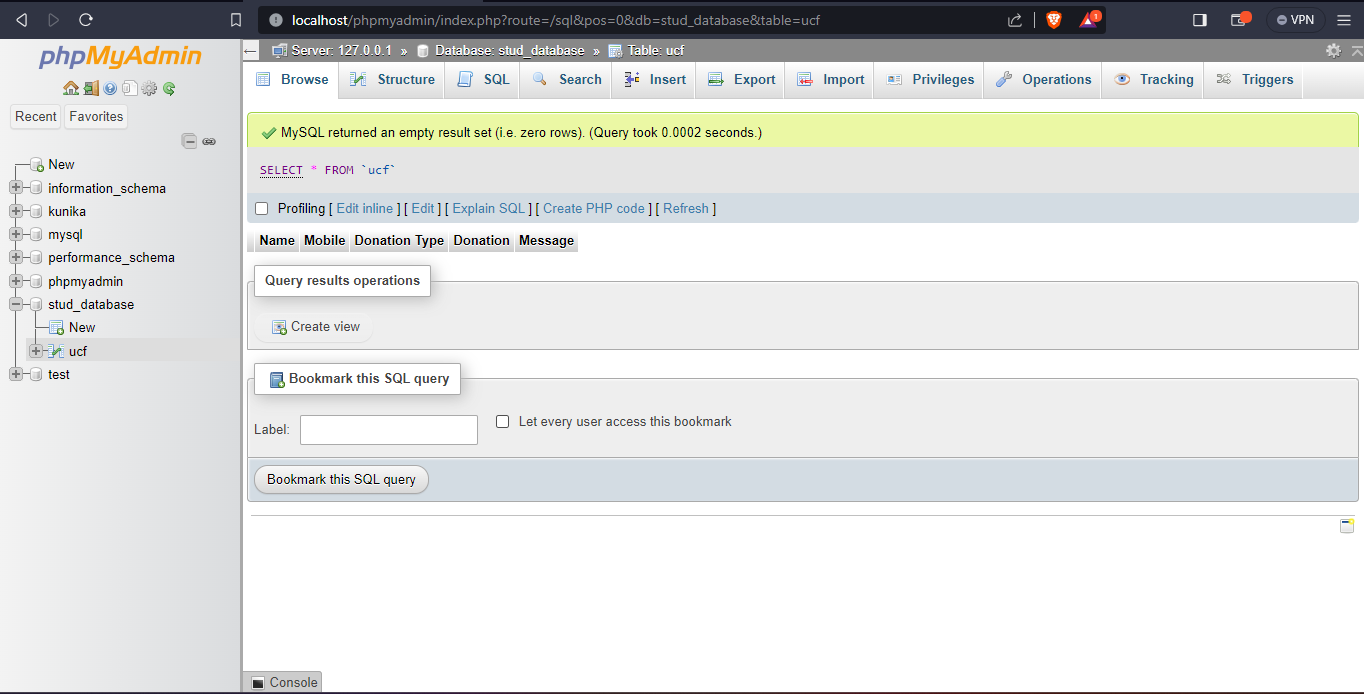 localhost/phpmyadmin/index.php?route=/sql&pos=0&db=stud_database&table=ucf
1
VPN
phpMyAdmin
Recent
Favorites
New
information_schema
kunika
mysql
performance_schema
phpmyadmin
stud_database
New
ucf
test
Server: 127.0.0.1 » Database: stud_database » Table: ucf
Browse Structure SQL Search Insert Export Import Privileges Operations Tracking Triggers
MySQL returned an empty result set (i.e. zero rows). (Query took 0.0002 seconds.)
SELECT * FROM `ucf`
Profiling [ Edit inline ] [ Edit ] [ Explain SQL ] [ Create PHP code ] [ Refresh ]
Name Mobile Donation Type Donation Message
Query results operations
Create view
Bookmark this SQL query
Label:
Let every user access this bookmark
Bookmark this SQL query
Console